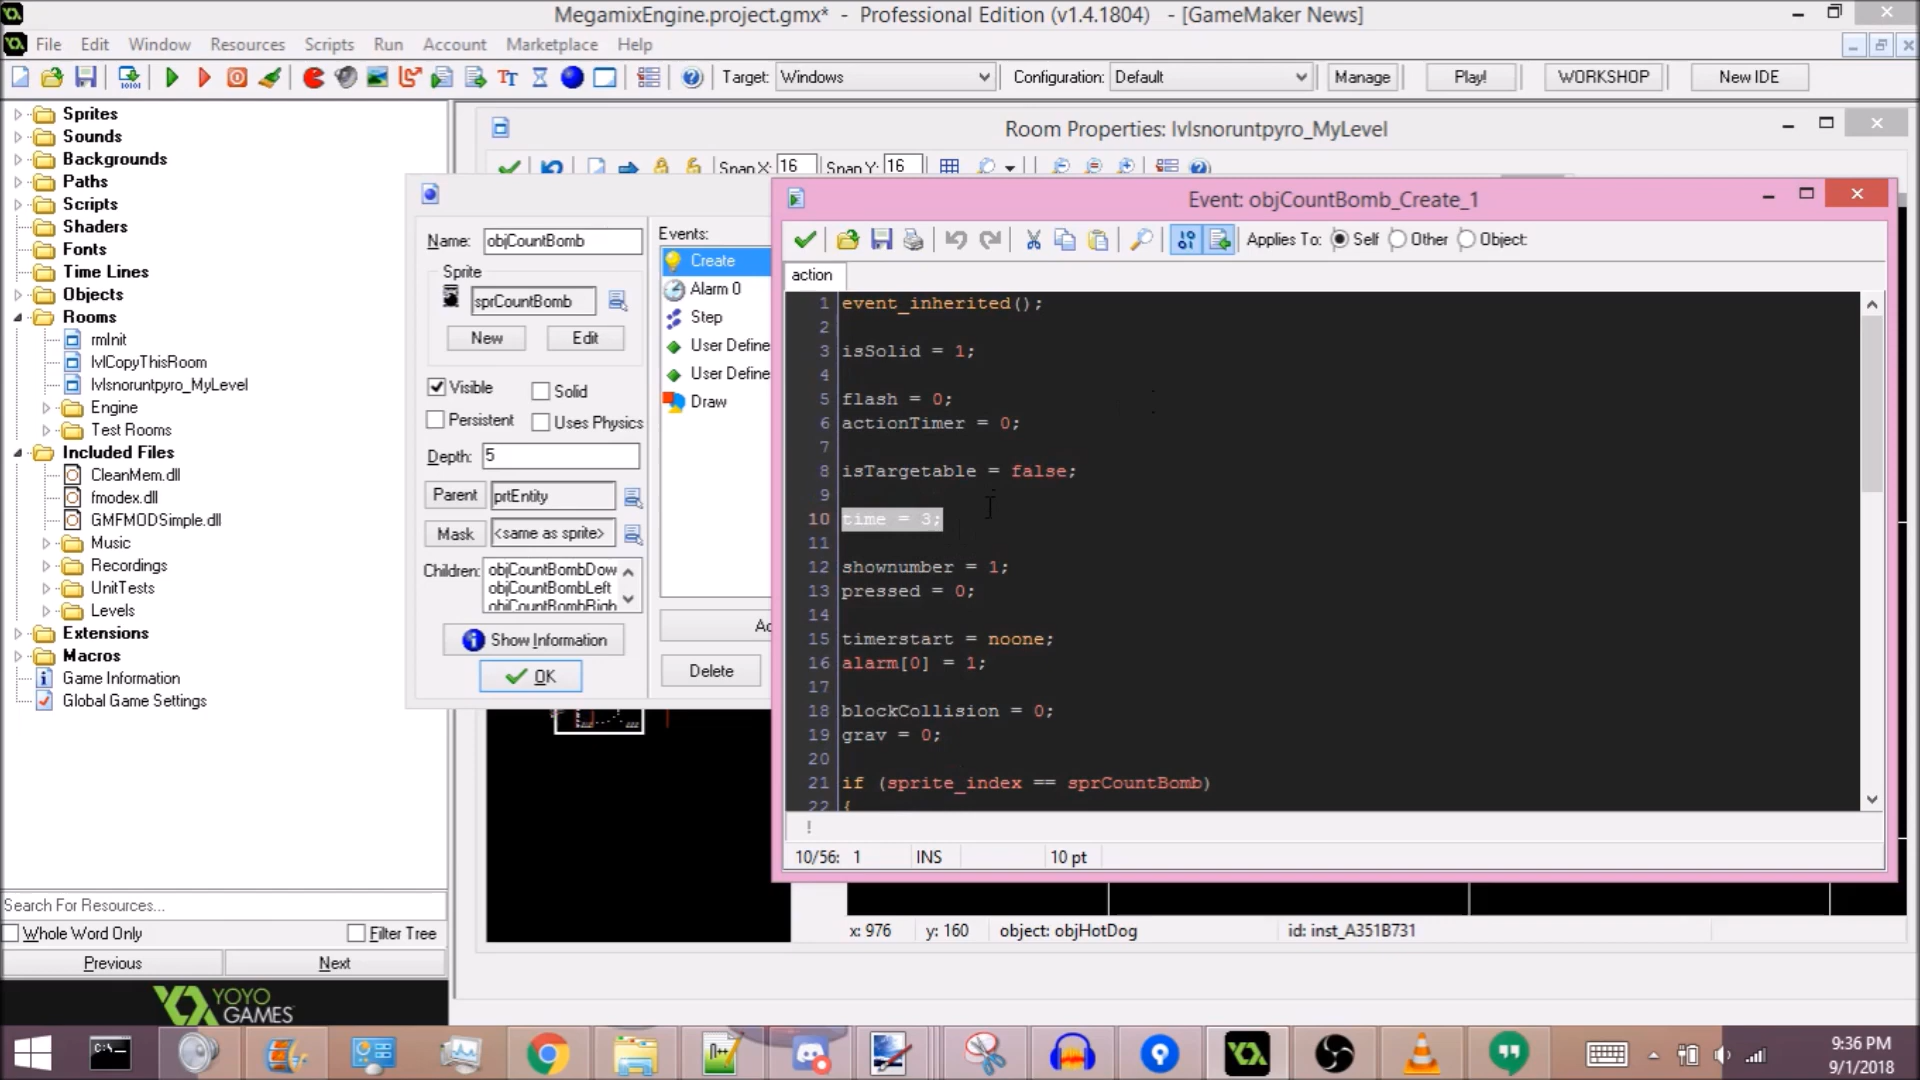 MegamixEngine.project.gmx* - Professional Edition (v1.4.1804) - [GameMaker News]
File Edit Window Resources Scripts Run Account Marketplace Help
Target: Windows Configuration: Default Manage Play! WORKSHOP New IDE
Sprites
Sounds
Backgrounds
Paths
Scripts
Shaders
Fonts
Time Lines
Objects
Rooms
rmInit
lvlCopyThisRoom
lvlsnoruntpyro_MyLevel
Engine
Test Rooms
Included Files
CleanMem.dll
fmodex.dll
GMFMODSimple.dll
Music
Recordings
UnitTests
Levels
Extensions
Macros
Game Information
Global Game Settings
Search For Resources...
Whole Word Only Filter Tree
Previous Next
YOYO
GAMES
Room Properties: lvlsnoruntpyro_MyLevel
Snap X: 16 Snap Y: 16
Name: objCountBomb
Sprite
sprCountBomb
New Edit
Visible Solid
Persistent Uses Physics
Depth: 5
Parent prtEntity
Mask <same as sprite>
Children: objCountBombDow
objCountBombLeft
objCountBombRigh
Show Information
OK
Events:
Create
Alarm 0
Step
User Define
User Define
Draw
Delete
Event: objCountBomb_Create_1
Applies To: Self Other Object:
action
1 event_inherited();
2
3 isSolid = 1;
4
5 flash = 0;
6 actionTimer = 0;
7
8 isTargetable = false;
9
10 time = 3;
11
12 shownumber = 1;
13 pressed = 0;
14
15 timerstart = noone;
16 alarm[0] = 1;
17
18 blockCollision = 0;
19 grav = 0;
20
21 if (sprite_index == sprCountBomb)
22 {
!
10/56: 1 INS 10 pt
x: 976 y: 160 object: objHotDog id: inst_A351B731
9:36 PM
9/1/2018